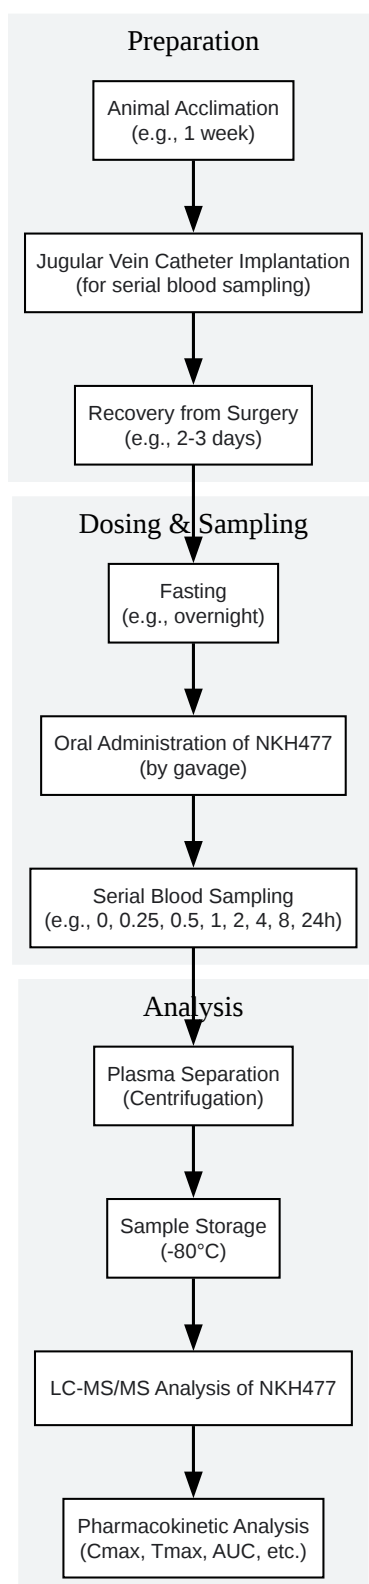 Preparation
Animal Acclimation
(e.g., 1 week)
Jugular Vein Catheter Implantation
(for serial blood sampling)
Recovery from Surgery
(e.g., 2-3 days)
Dosing & Sampling
Fasting
(e.g., overnight)
Oral Administration of NKH477
(by gavage)
Serial Blood Sampling
(e.g., 0, 0.25, 0.5, 1, 2, 4, 8, 24h)
Analysis
Plasma Separation
(Centrifugation)
Sample Storage
(-80°C)
LC-MS/MS Analysis of NKH477
Pharmacokinetic Analysis
(Cmax, Tmax, AUC, etc.)